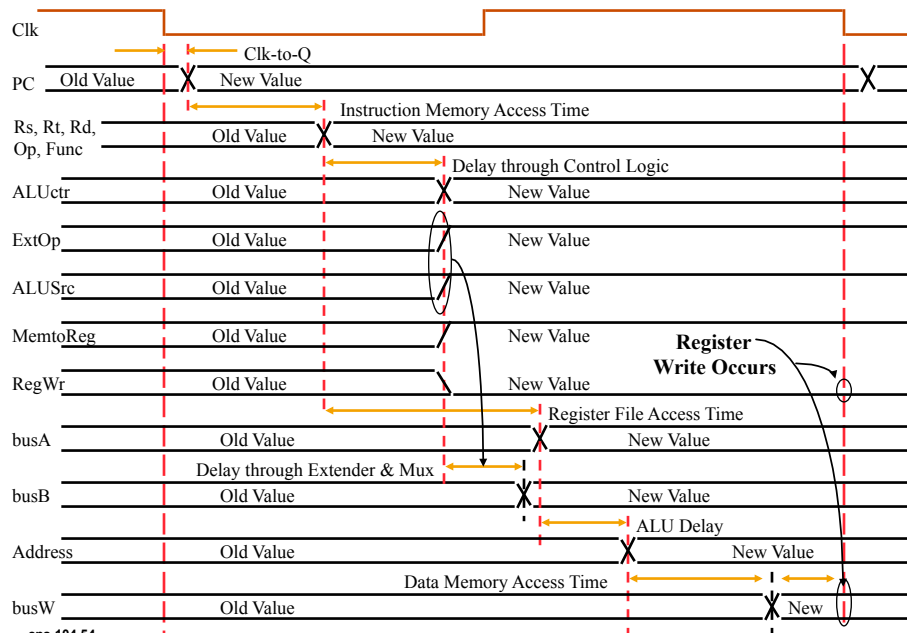 Clk
Clk-to-Q
PC Old Value New Value
Instruction Memory Access Time
Rs, Rt, Rd,
Op, Func Old Value New Value
Delay through Control Logic
ALUctr Old Value New Value
ExtOp Old Value New Value
ALUSrc Old Value New Value
MemtoReg Old Value New Value
Register
Write Occurs
RegWr Old Value New Value
Register File Access Time
busA Old Value New Value
Delay through Extender & Mux
busB Old Value New Value
ALU Delay
Address Old Value New Value
Data Memory Access Time
busW Old Value New